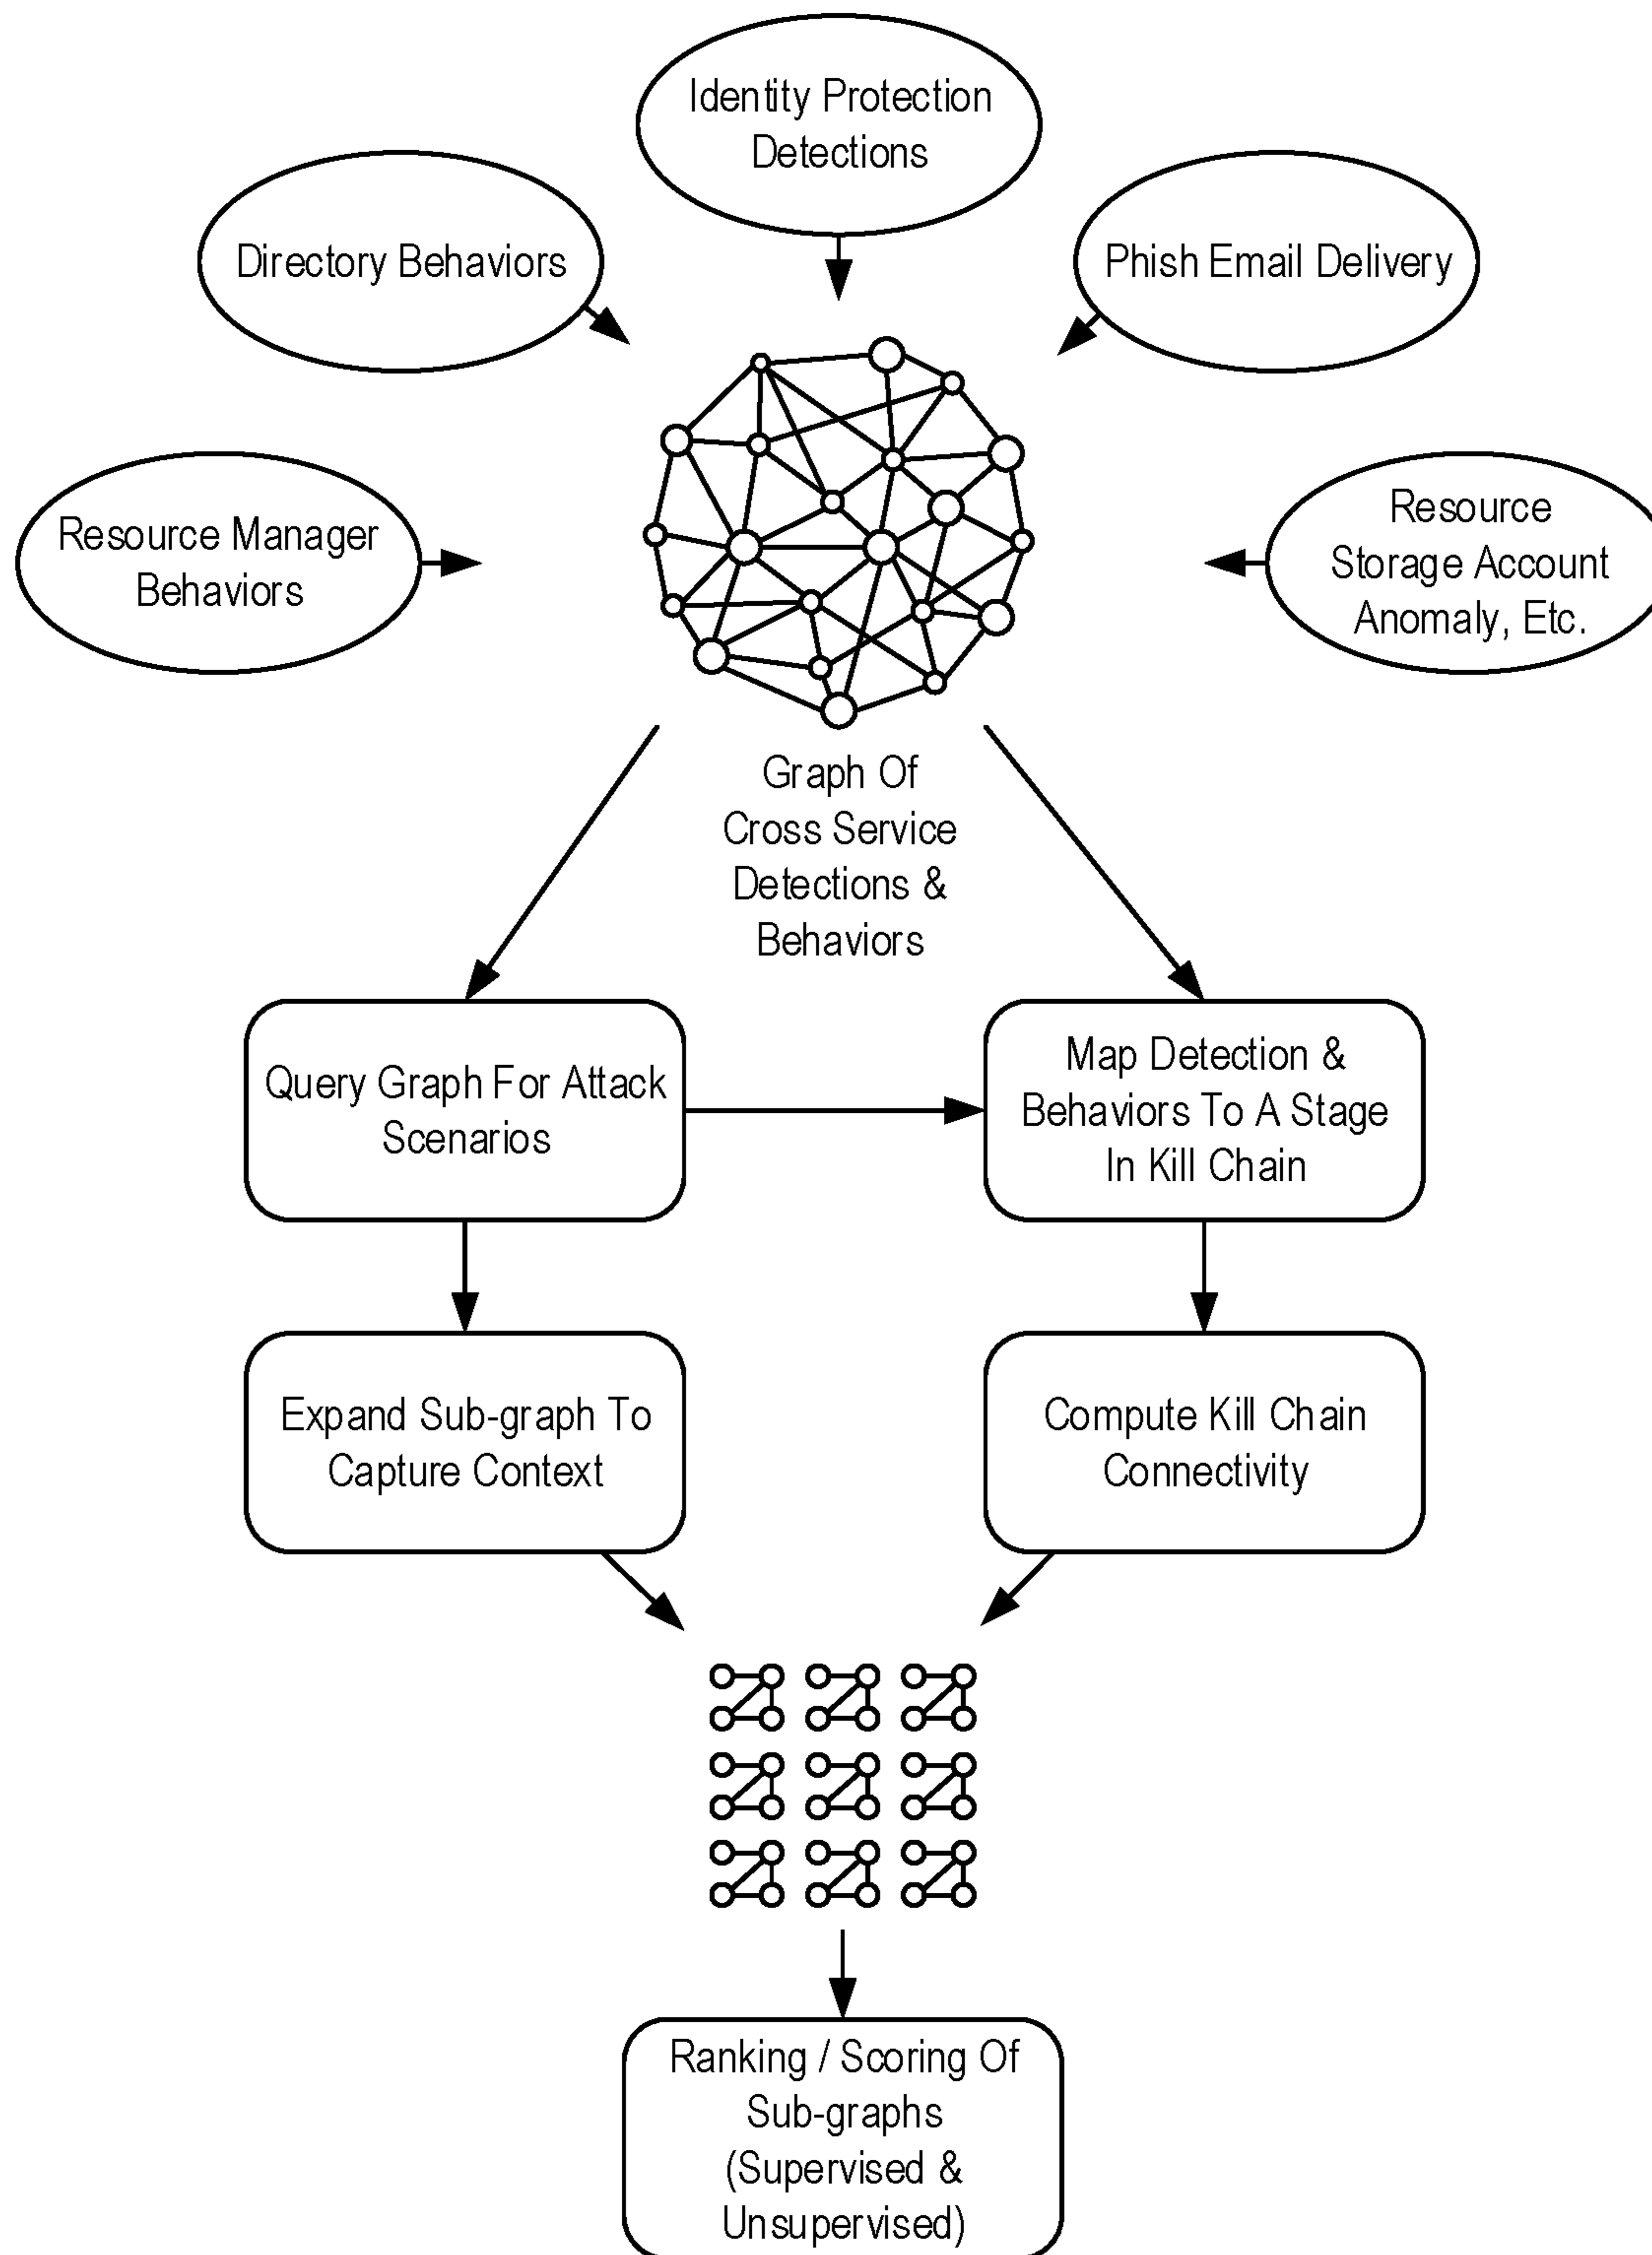 Identity Protection
Detections
Directory Behaviors
Phish Email Delivery
Resource Manager
Behaviors
Resource
Storage Account
Anomaly, Etc.
Graph Of
Cross Service
Detections &
Behaviors
Query Graph For Attack
Scenarios
Map Detection &
Behaviors To A Stage
In Kill Chain
Expand Sub-graph To
Capture Context
Compute Kill Chain
Connectivity
Ranking / Scoring Of
Sub-graphs
(Supervised &
Unsupervised)